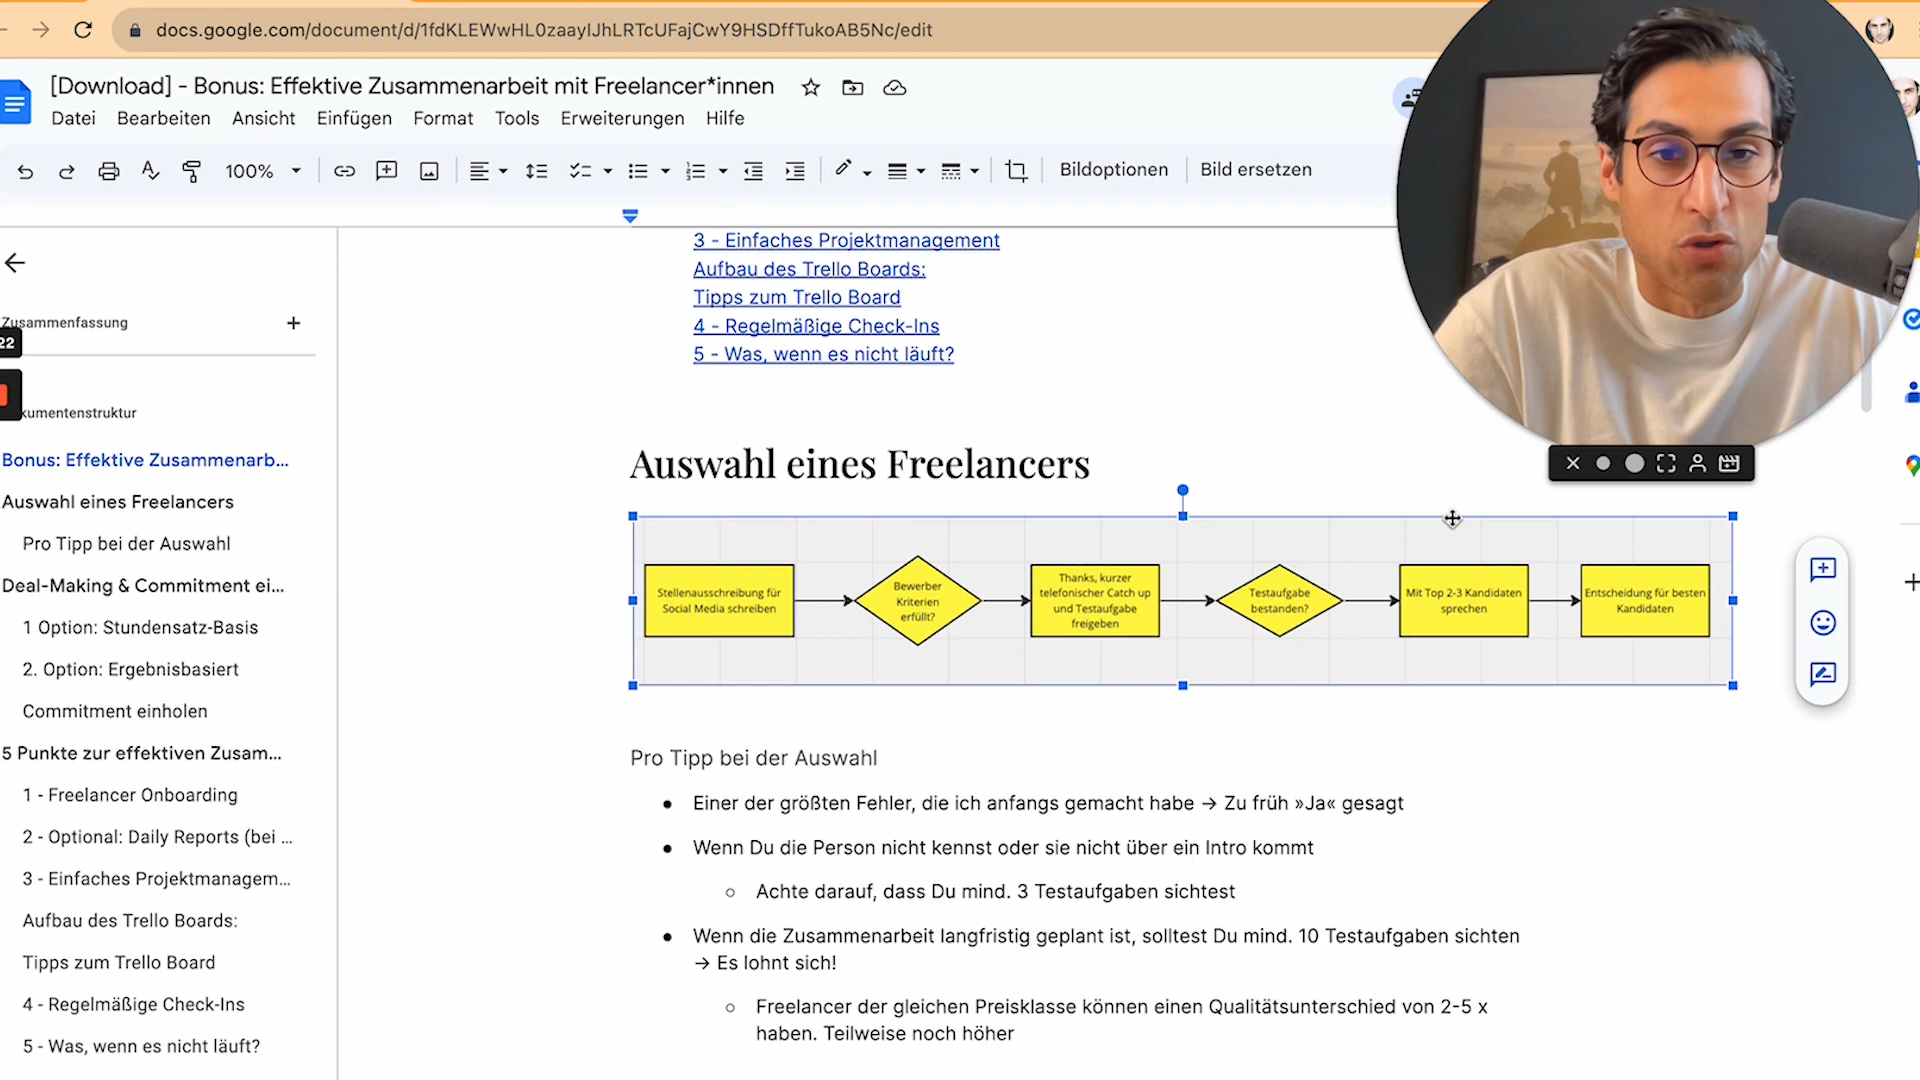 docs.google.com/document/d/1fdKLEWwHL0zaayIJhLRTcUFajCwY9HSDffTukoAB5Nc/edit
[Download] - Bonus: Effektive Zusammenarbeit mit Freelancer*innen
Datei Bearbeiten Ansicht Einfügen Format Tools Erweiterungen Hilfe
100% Bildoptionen Bild ersetzen
Zusammenfassung
22
kumentenstruktur
Bonus: Effektive Zusammenarb...
Auswahl eines Freelancers
Pro Tipp bei der Auswahl
Deal-Making & Commitment ei...
1 Option: Stundensatz-Basis
2. Option: Ergebnisbasiert
Commitment einholen
5 Punkte zur effektiven Zusam...
1 - Freelancer Onboarding
2 - Optional: Daily Reports (bei ...
3 - Einfaches Projektmanagem...
Aufbau des Trello Boards:
Tipps zum Trello Board
4 - Regelmäßige Check-Ins
5 - Was, wenn es nicht läuft?
3 - Einfaches Projektmanagement
Aufbau des Trello Boards:
Tipps zum Trello Board
4 - Regelmäßige Check-Ins
5 - Was, wenn es nicht läuft?
Auswahl eines Freelancers
Stellenausschreibung für
Social Media schreiben
Bewerber
Kriterien
erfüllt?
Thanks, kurzer
telefonischer Catch up
und Testaufgabe
freigeben
Testaufgabe
bestanden?
Mit Top 2-3 Kandidaten
sprechen
Entscheidung für besten
Kandidaten
Pro Tipp bei der Auswahl
● Einer der größten Fehler, die ich anfangs gemacht habe → Zu früh »Ja« gesagt
● Wenn Du die Person nicht kennst oder sie nicht über ein Intro kommt
○ Achte darauf, dass Du mind. 3 Testaufgaben sichtest
● Wenn die Zusammenarbeit langfristig geplant ist, solltest Du mind. 10 Testaufgaben sichten
→ Es lohnt sich!
○ Freelancer der gleichen Preisklasse können einen Qualitätsunterschied von 2-5 x
haben. Teilweise noch höher